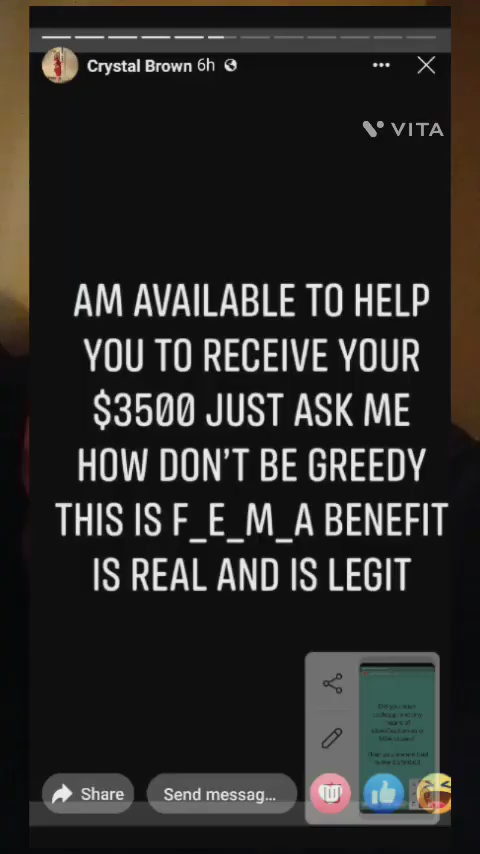 Crystal Brown 6h
VITA
AM AVAILABLE TO HELP
YOU TO RECEIVE YOUR
$3500 JUST ASK ME
HOW DON'T BE GREEDY
THIS IS F_E_M_A BENEFIT
IS REAL AND IS LEGIT
Share
Send messag...